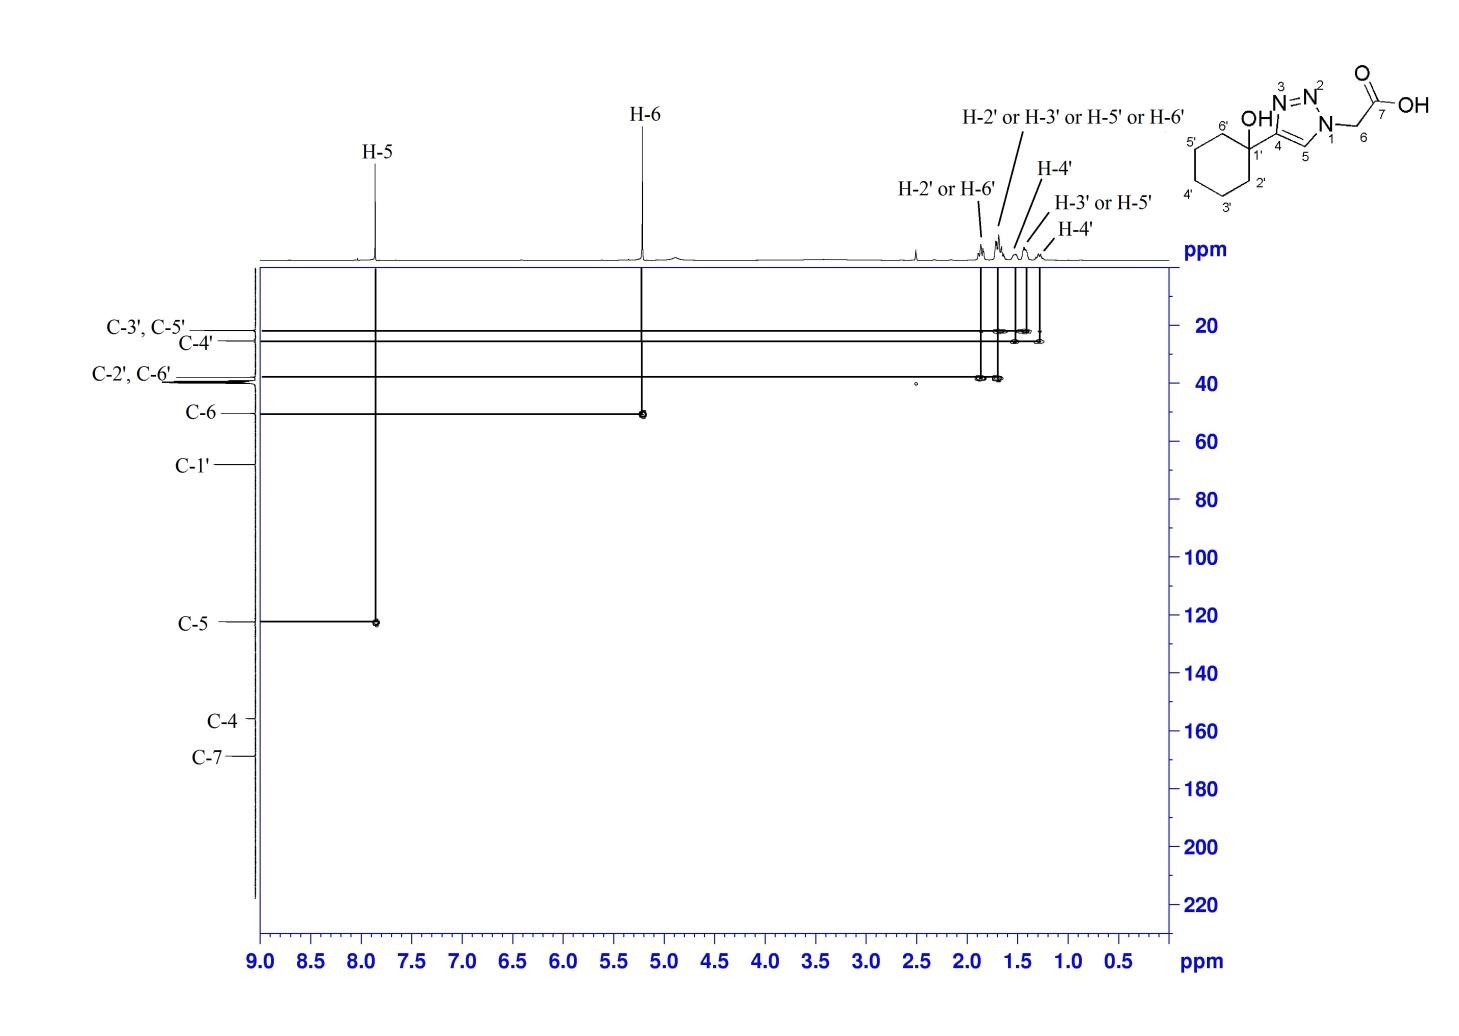 O
3
N
2
N
OH
7
H-6
H-2' or H-3' or H-5' or H-6'
OH
6'
N
1
6
5'
1'
4
5
H-5
H-4'
2'
4'
H-2' or H-6'
3'
H-3' or H-5'
H-4'
ppm
C-3', C-5'
20
C-4'
C-2', C-6'
40
C-6
60
C-1'
80
100
C-5
120
140
C-4
160
C-7
180
200
220
9.0 8.5 8.0 7.5 7.0 6.5 6.0 5.5 5.0 4.5 4.0 3.5 3.0 2.5 2.0 1.5 1.0 0.5 ppm